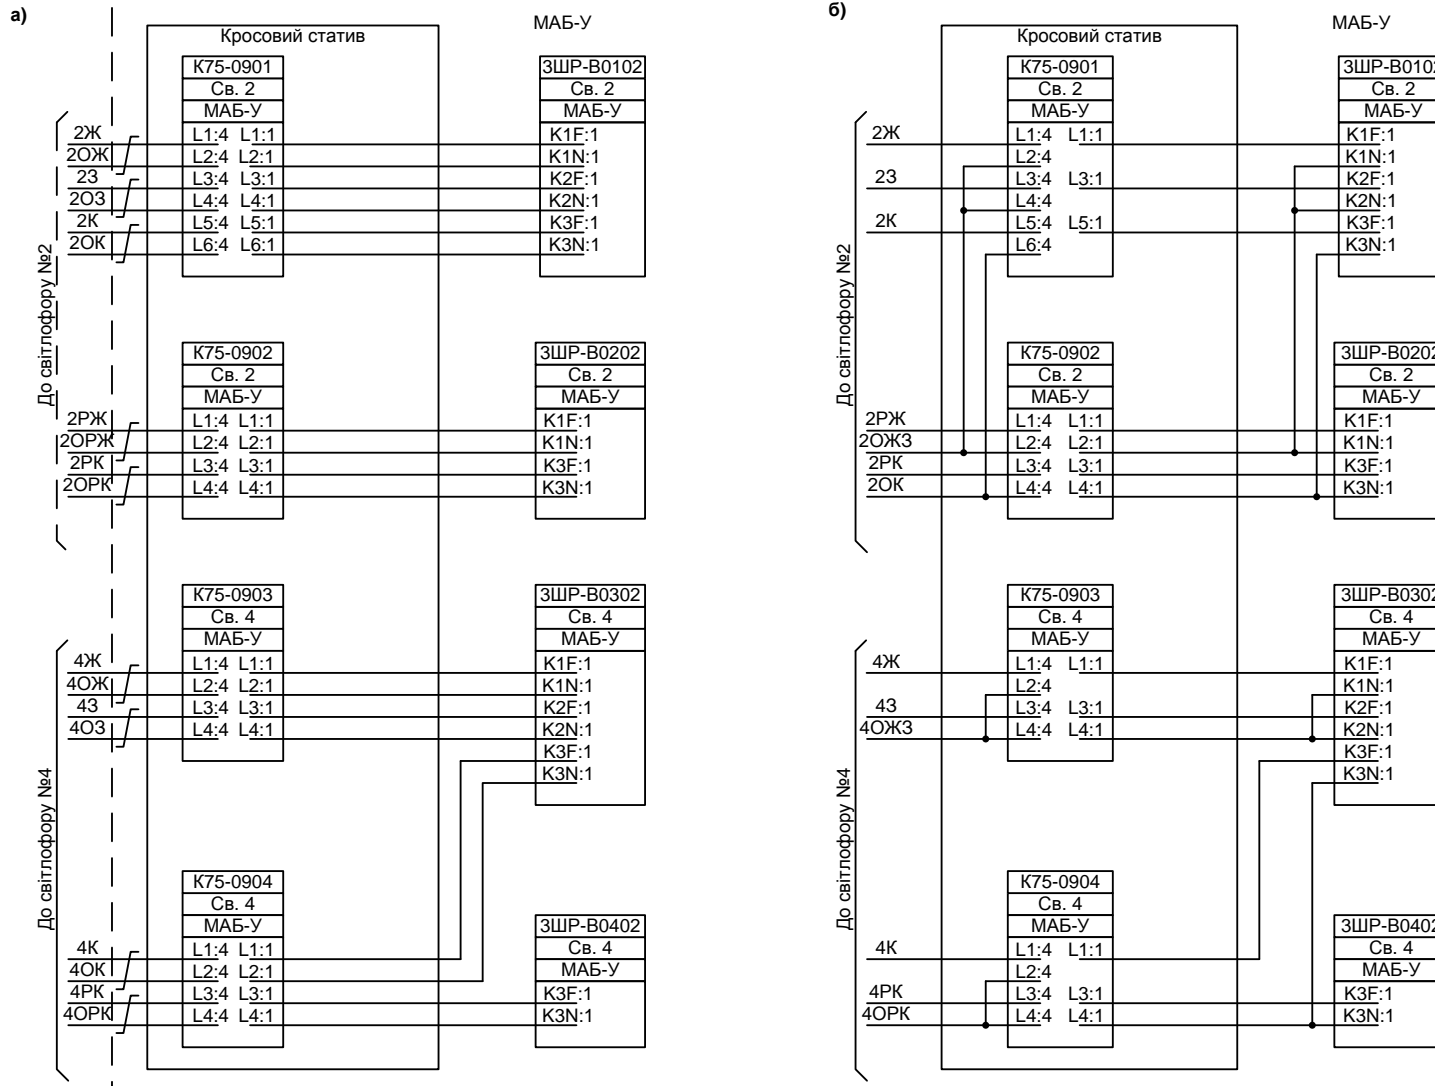 а)
МАБ-У
Кросовий статив
К75-0901
Св. 2
МАБ-У
L1:4 L1:1
L2:4 L2:1
L3:4 L3:1
L4:4 L4:1
L5:4 L5:1
L6:4 L6:1
3ШР-В0102
Св. 2
МАБ-У
K1F:1
K1N:1
K2F:1
K2N:1
K3F:1
K3N:1
2Ж
2ОЖ
2З
2ОЗ
2К
2ОК
До світлофору №2
К75-0902
Св. 2
МАБ-У
L1:4 L1:1
L2:4 L2:1
L3:4 L3:1
L4:4 L4:1
3ШР-В0202
Св. 2
МАБ-У
K1F:1
K1N:1
K3F:1
K3N:1
2РЖ
2ОРЖ
2РК
2ОРК
К75-0903
Св. 4
МАБ-У
L1:4 L1:1
L2:4 L2:1
L3:4 L3:1
L4:4 L4:1
3ШР-В0302
Св. 4
МАБ-У
K1F:1
K1N:1
K2F:1
K2N:1
K3F:1
K3N:1
4Ж
4ОЖ
4З
4ОЗ
До світлофору №4
К75-0904
Св. 4
МАБ-У
L1:4 L1:1
L2:4 L2:1
L3:4 L3:1
L4:4 L4:1
3ШР-В0402
Св. 4
МАБ-У
K3F:1
K3N:1
4К
4ОК
4РК
4ОРК
б)
МАБ-У
Кросовий статив
К75-0901
Св. 2
МАБ-У
L1:4 L1:1
L2:4
L3:4 L3:1
L4:4
L5:4 L5:1
L6:4
3ШР-В0102
Св. 2
МАБ-У
K1F:1
K1N:1
K2F:1
K2N:1
K3F:1
K3N:1
2Ж
2З
2К
До світлофору №2
К75-0902
Св. 2
МАБ-У
L1:4 L1:1
L2:4 L2:1
L3:4 L3:1
L4:4 L4:1
3ШР-В0202
Св. 2
МАБ-У
K1F:1
K1N:1
K3F:1
K3N:1
2РЖ
2ОЖЗ
2РК
2ОК
К75-0903
Св. 4
МАБ-У
L1:4 L1:1
L2:4
L3:4 L3:1
L4:4 L4:1
3ШР-В0302
Св. 4
МАБ-У
K1F:1
K1N:1
K2F:1
K2N:1
K3F:1
K3N:1
4Ж
4З
4ОЖЗ
До світлофору №4
К75-0904
Св. 4
МАБ-У
L1:4 L1:1
L2:4
L3:4 L3:1
L4:4 L4:1
3ШР-В0402
Св. 4
МАБ-У
K3F:1
K3N:1
4К
4РК
4ОРК